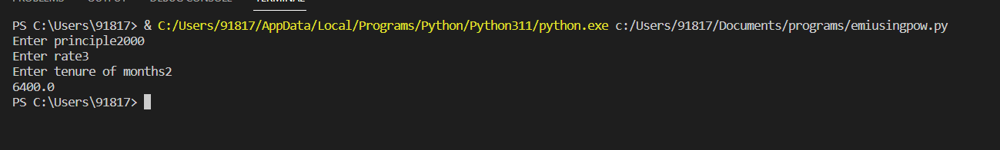 PROBLEMS OUTPUT DEBUG CONSOLE TERMINAL
PS C:\Users\91817> & C:/Users/91817/AppData/Local/Programs/Python/Python311/python.exe c:/Users/91817/Documents/programs/emiusingpow.py
Enter principle2000
Enter rate3
Enter tenure of months2
6400.0
PS C:\Users\91817>